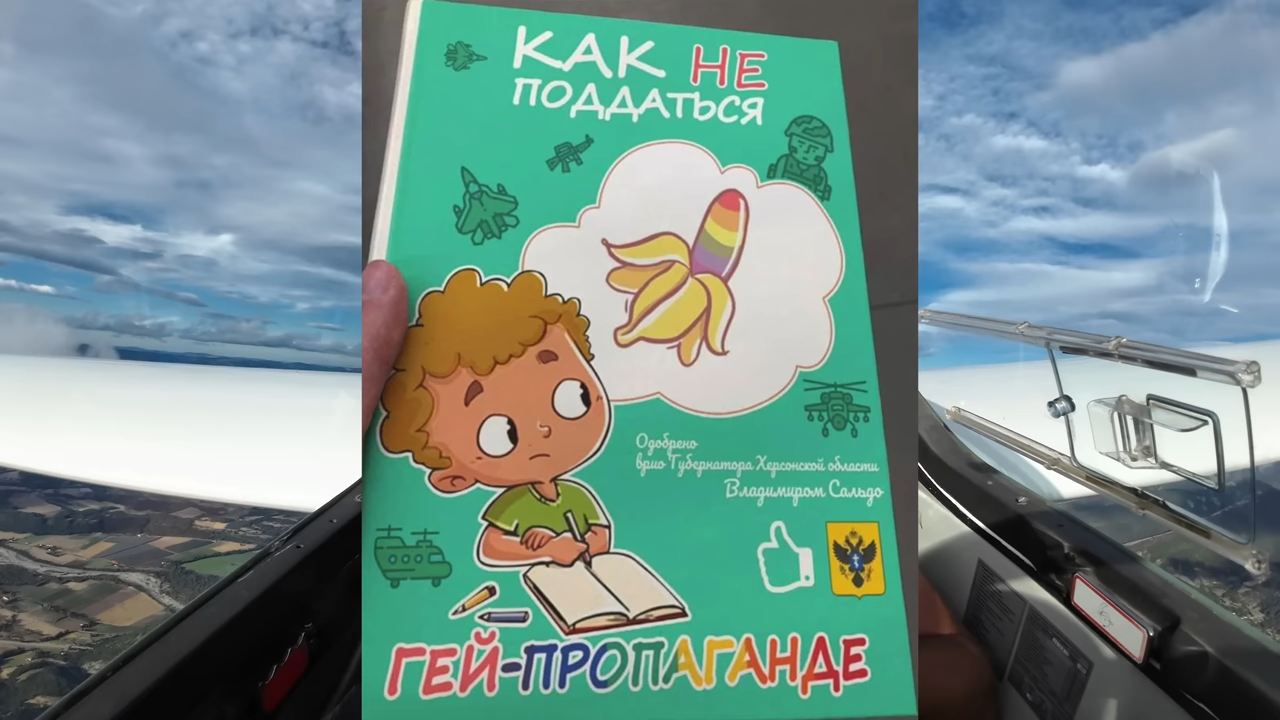 КАК НЕ
ПОДДАТЬСЯ
Одобрено
врио Губернатора Херсонской области
Владимиром Сальдо
ГЕЙ-ПРОПАГАНДЕ